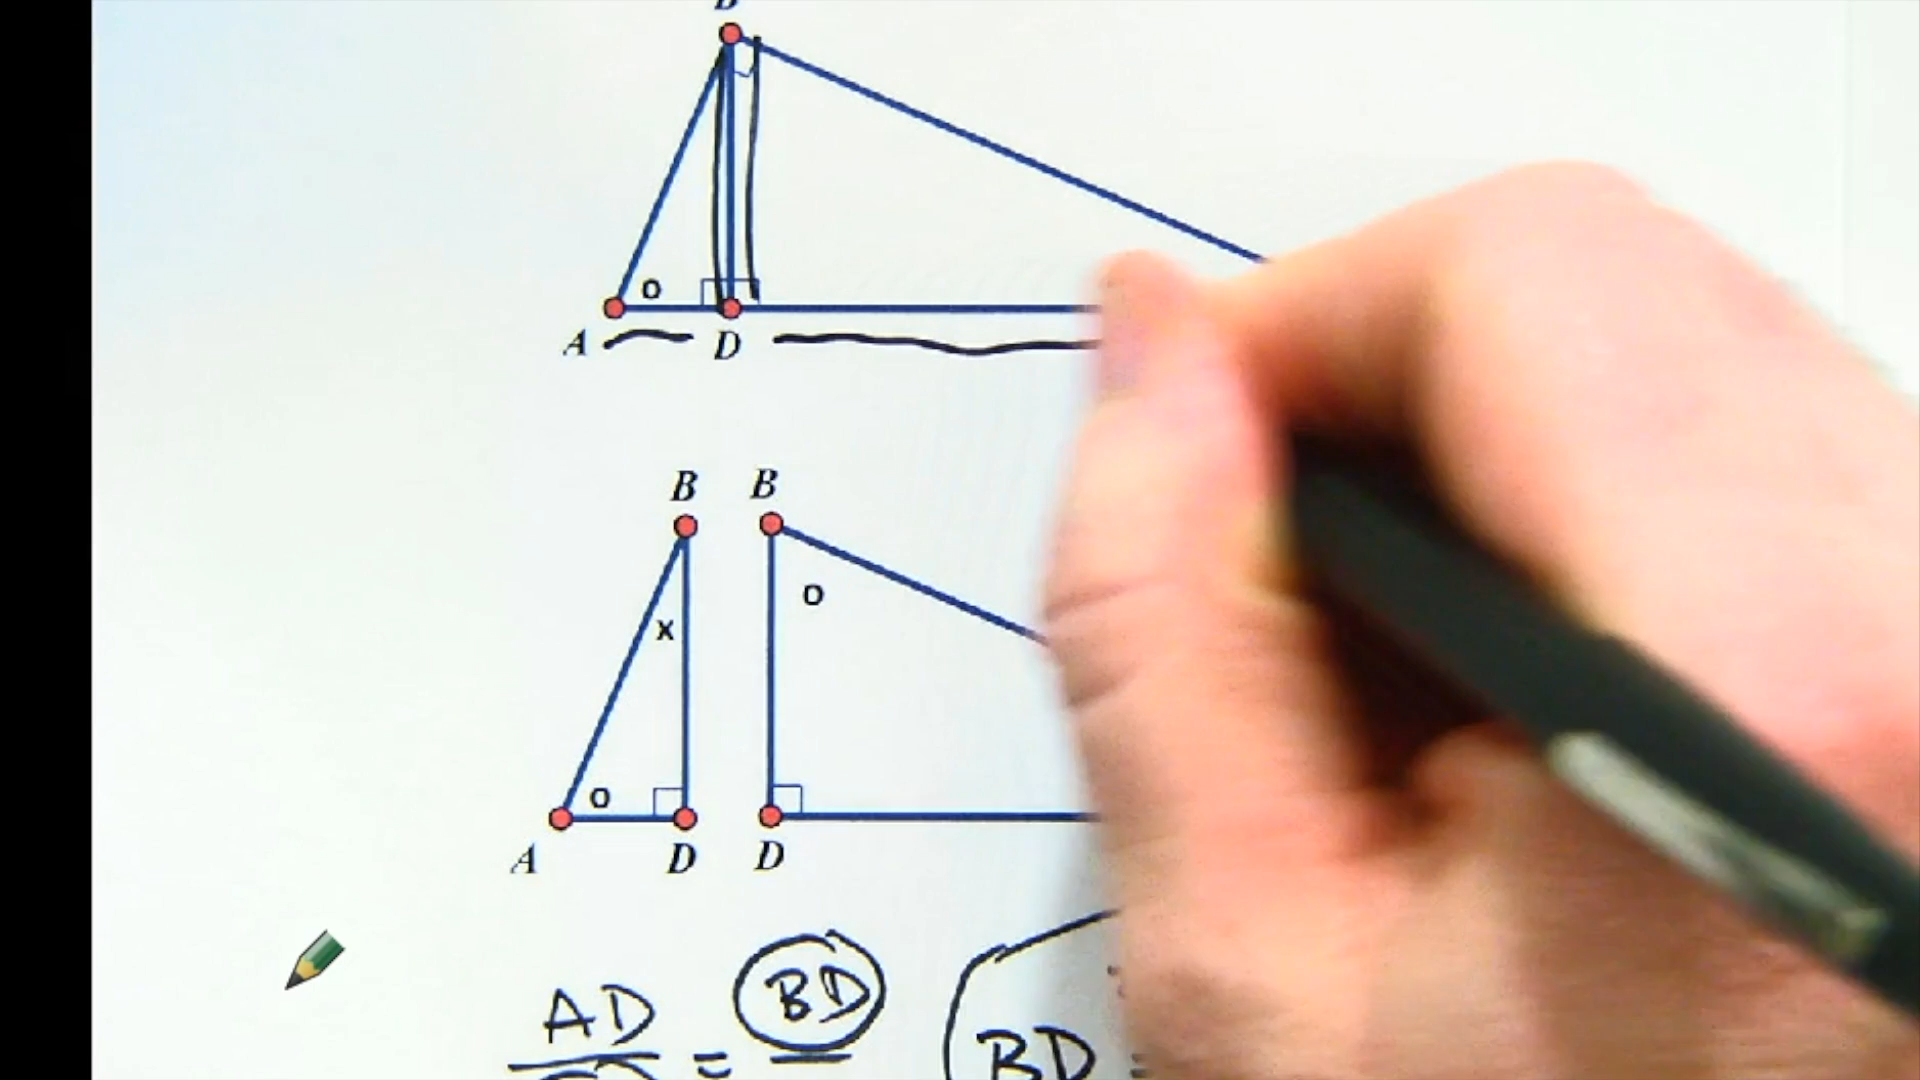 B
o
A D
B B
o
x
o
A D D
AD = BD
BD =